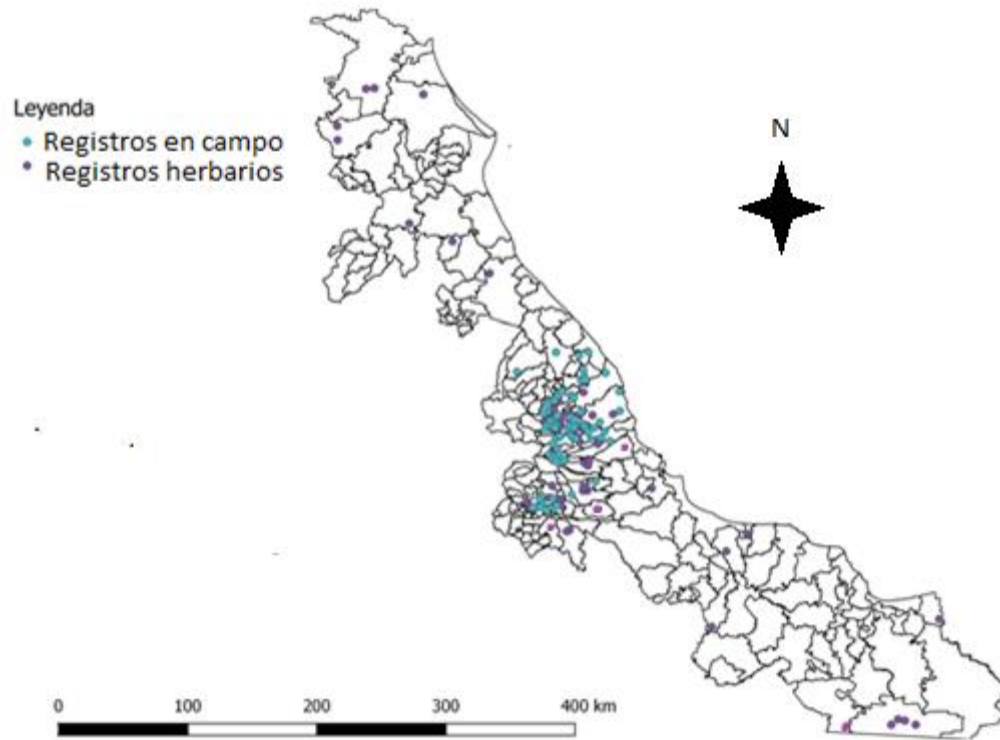 N
Leyenda
Registros en campo
Registros herbarios
0 100 200 300 400 km